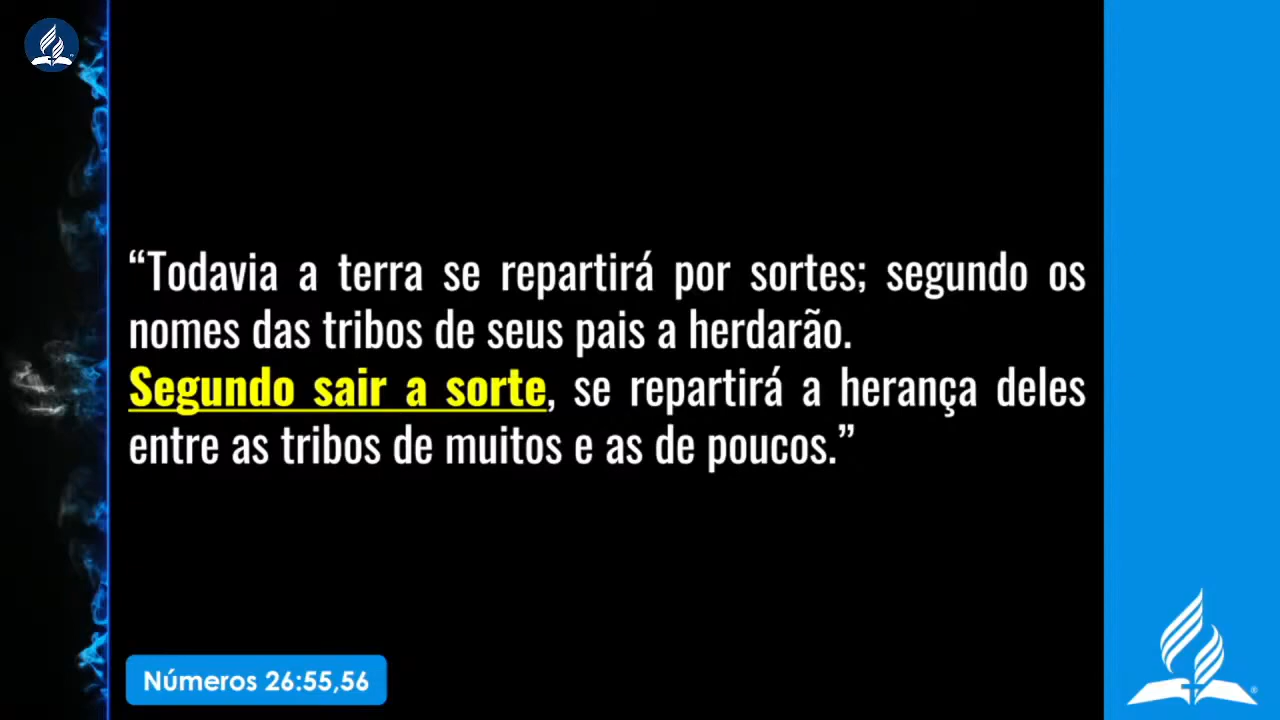 “Todavia a terra se repartirá por sortes; segundo os
nomes das tribos de seus pais a herdarão.
Segundo sair a sorte, se repartirá a herança deles
entre as tribos de muitos e as de poucos.”
Números 26:55,56